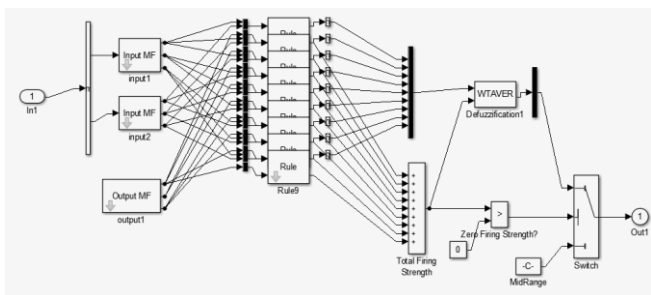 1
In1
Input MF
input1
Input MF
input2
Output MF
output1
Rule
Rule
Rule
Rule
Rule
Rule
Rule
Rule
Rule
Rule9
WTAVER
Defuzzification1
+
+
+
+
+
+
+
+
+
Total Firing
Strength
>
Zero Firing Strength?
0
-C-
MidRange
Switch
1
Out1